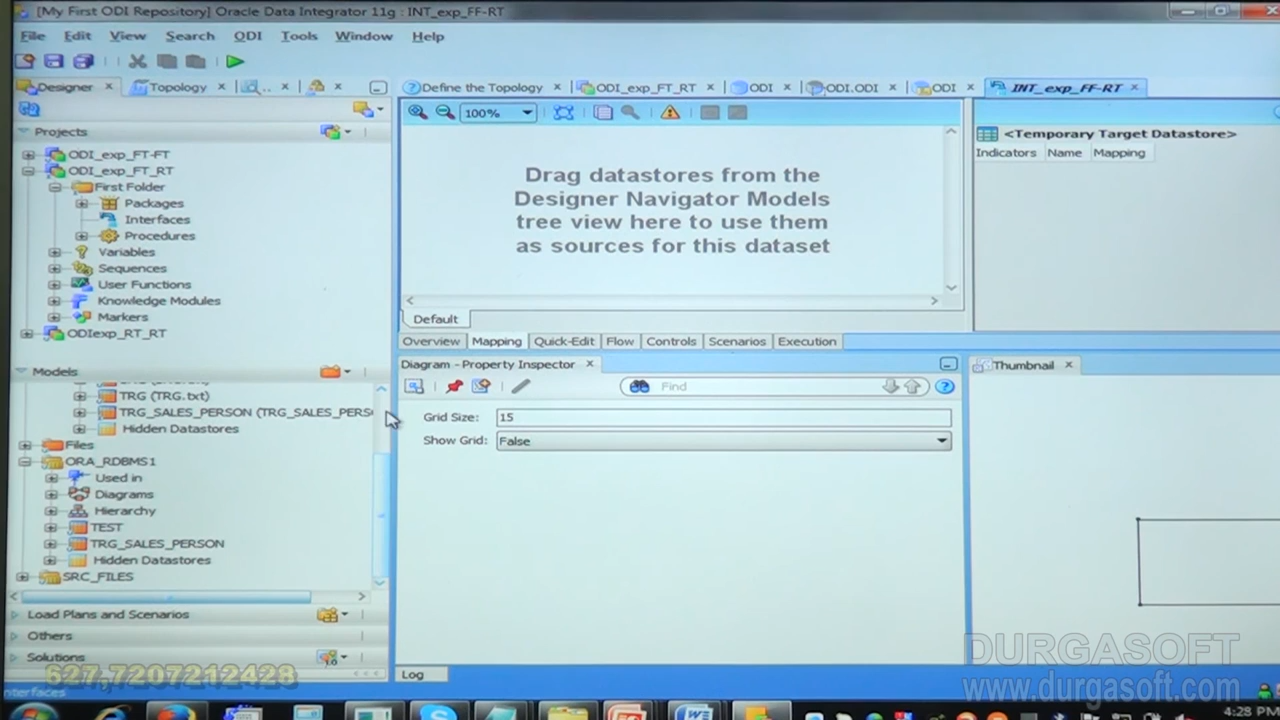 [My First ODI Repository] Oracle Data Integrator 11g : INT_exp_FF-RT
File Edit View Search ODI Tools Window Help
Designer Topology Define the Topology ODI_exp_FT_RT ODI ODI.ODI ODI INT_exp_FF-RT
100%
Projects
ODI_exp_FT-FT
ODI_exp_FT_RT
First Folder
Packages
Interfaces
Procedures
Variables
Sequences
User Functions
Knowledge Modules
Markers
ODIexp_RT_RT
Drag datastores from the
Designer Navigator Models
tree view here to use them
as sources for this dataset
<Temporary Target Datastore>
Indicators Name Mapping
Default
Overview Mapping Quick-Edit Flow Controls Scenarios Execution
Models
TRG (TRG.txt)
TRG_SALES_PERSON (TRG_SALES_PERS
Hidden Datastores
Files
ORA_RDBMS1
Used in
Diagrams
Hierarchy
TEST
TRG_SALES_PERSON
Hidden Datastores
SRC_FILES
Load Plans and Scenarios
Others
Solutions
Diagram - Property Inspector
Find
Grid Size: 15
Show Grid: False
Thumbnail
Log
627,7207212428
nterfaces
DURGASOFT
www.durgasoft.com
4:28 PM